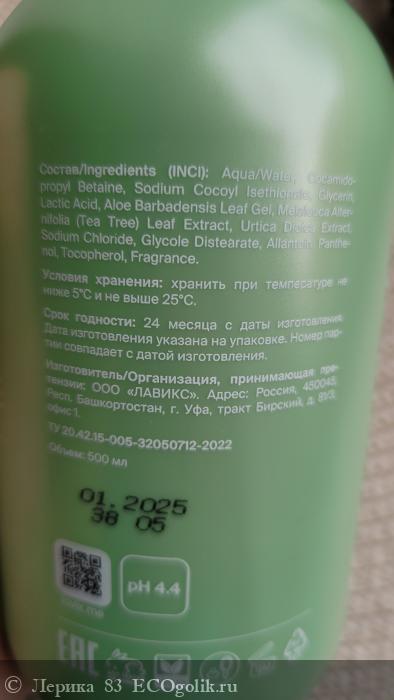 Состав/Ingredients (INCI): Aqua/Water, Cocamido-
propyl Betaine, Sodium Cocoyl Isethionate, Glycerin,
Lactic Acid, Aloe Barbadensis Leaf Gel, Melaleuca Alter-
nifolia (Tea Tree) Leaf Extract, Urtica Dioica Extract,
Sodium Chloride, Glycole Distearate, Allantoin, Panthe-
nol, Tocopherol, Fragrance.
Условия хранения: хранить при температуре не
ниже 5°C и не выше 25°C.
Срок годности: 24 месяца с даты изготовления.
Дата изготовления указана на упаковке. Номер пар-
тии совпадает с датой изготовления.
Изготовитель/Организация, принимающая пре-
тензии: ООО «ЛАВИКС». Адрес: Россия, 450045,
Респ. Башкортостан, г. Уфа, тракт Бирский, д. 81/3,
офис 1.
ТУ 20.42.15-005-32050712-2022
Объем: 500 мл
01.2025
38 05
pH 4.4
EAC
© Лерика 83 ECOgolik.ru